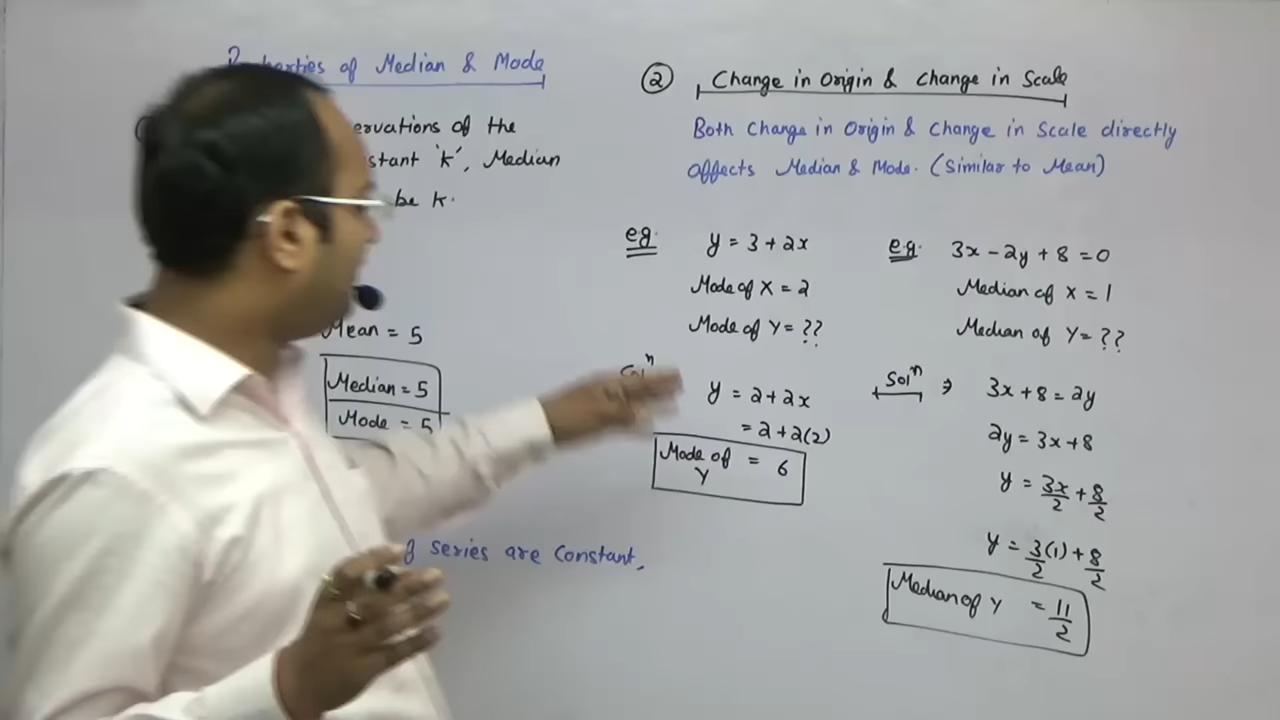 of Median & Mode
of the
'K', Median
be K.
Mean = 5
Median = 5
Mode = 5
series are Constant,
② Change in Origin & Change in Scale
Both Change in Origin & Change in Scale directly
affects Median & Mode. (Similar to Mean)
eg. y = 3 + 2x
Mode of X = 2
Mode of Y = ??
y = 2 + 2x
= 2 + 2(2)
Mode of Y = 6
eg. 3x - 2y + 8 = 0
Median of X = 1
Median of Y = ??
Solⁿ ⇒ 3x + 8 = 2y
2y = 3x + 8
y = 3x/2 + 8/2
y = 3/2 (1) + 8/2
Median of Y = 11/2